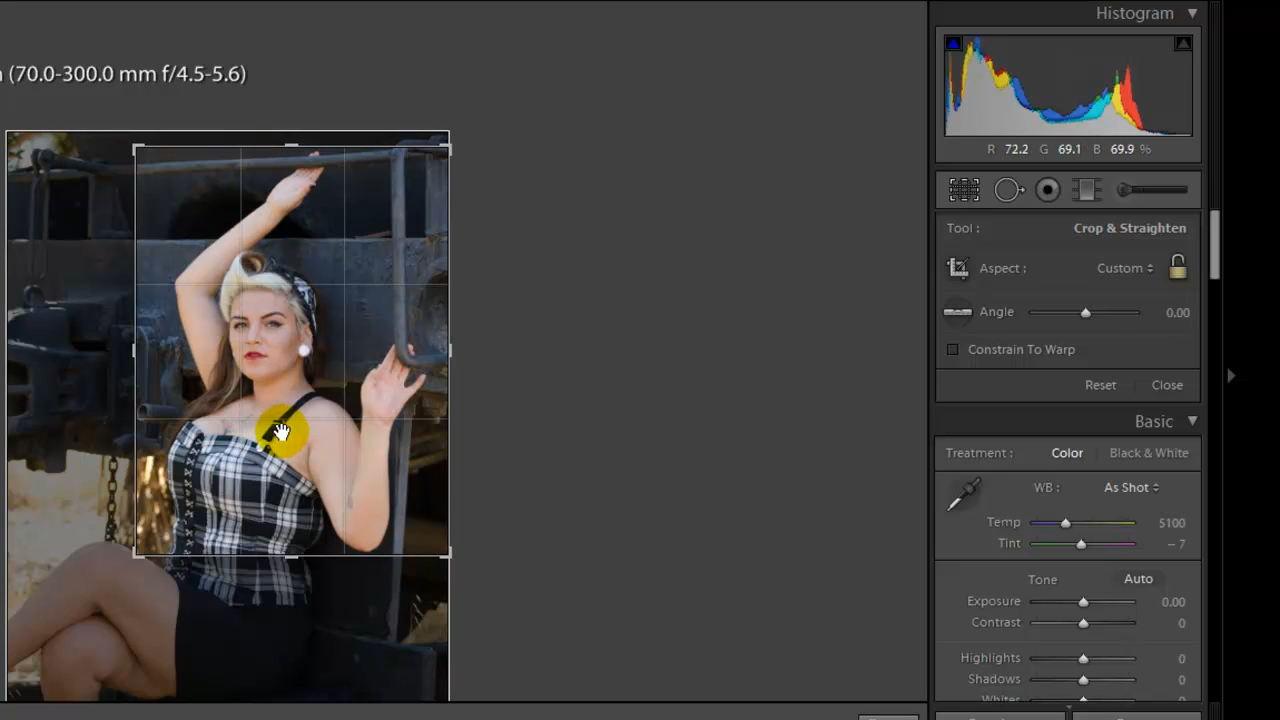 Histogram
(70.0-300.0 mm f/4.5-5.6)
R 72.2 G 69.1 B 69.9 %
Tool : Crop & Straighten
Aspect : Custom
Angle 0.00
Constrain To Warp
Reset Close
Basic
Treatment : Color Black & White
WB : As Shot
Temp 5100
Tint – 7
Tone Auto
Exposure 0.00
Contrast 0
Highlights 0
Shadows 0
Whites